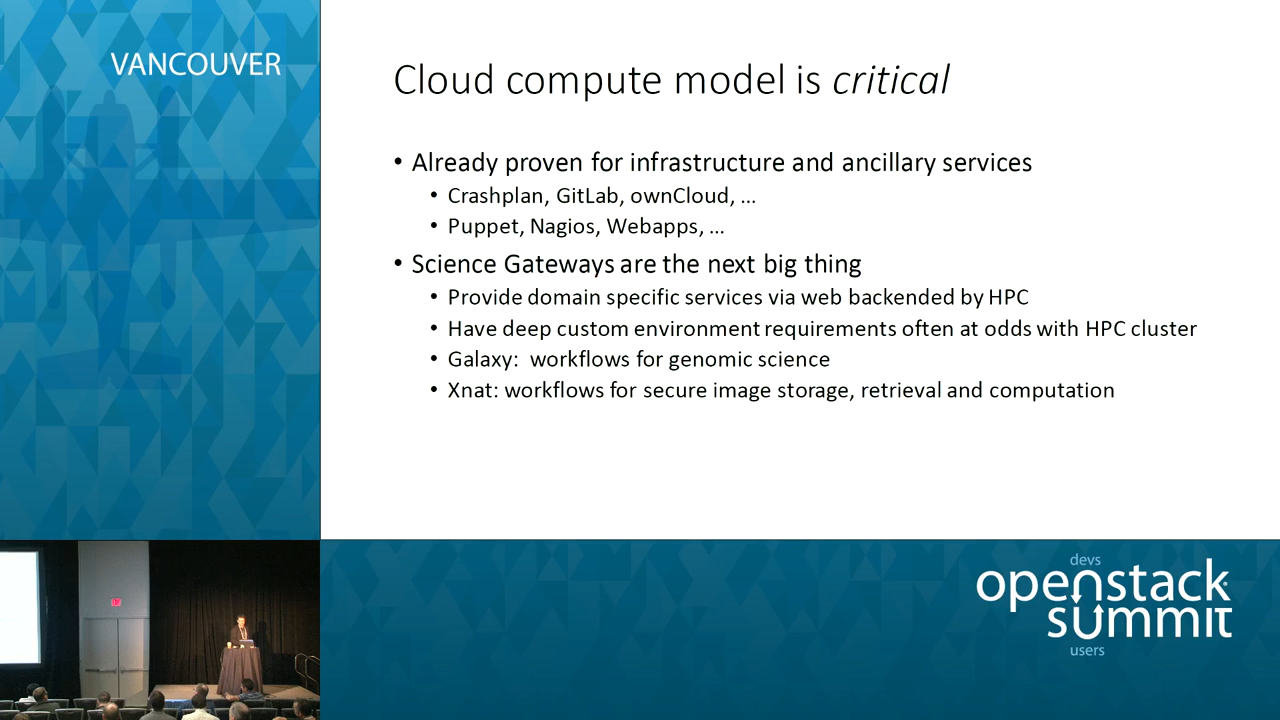 VANCOUVER
Cloud compute model is critical
• Already proven for infrastructure and ancillary services
• Crashplan, GitLab, ownCloud, ...
• Puppet, Nagios, Webapps, ...
• Science Gateways are the next big thing
• Provide domain specific services via web backended by HPC
• Have deep custom environment requirements often at odds with HPC cluster
• Galaxy: workflows for genomic science
• Xnat: workflows for secure image storage, retrieval and computation
devs
openstack
summit
users